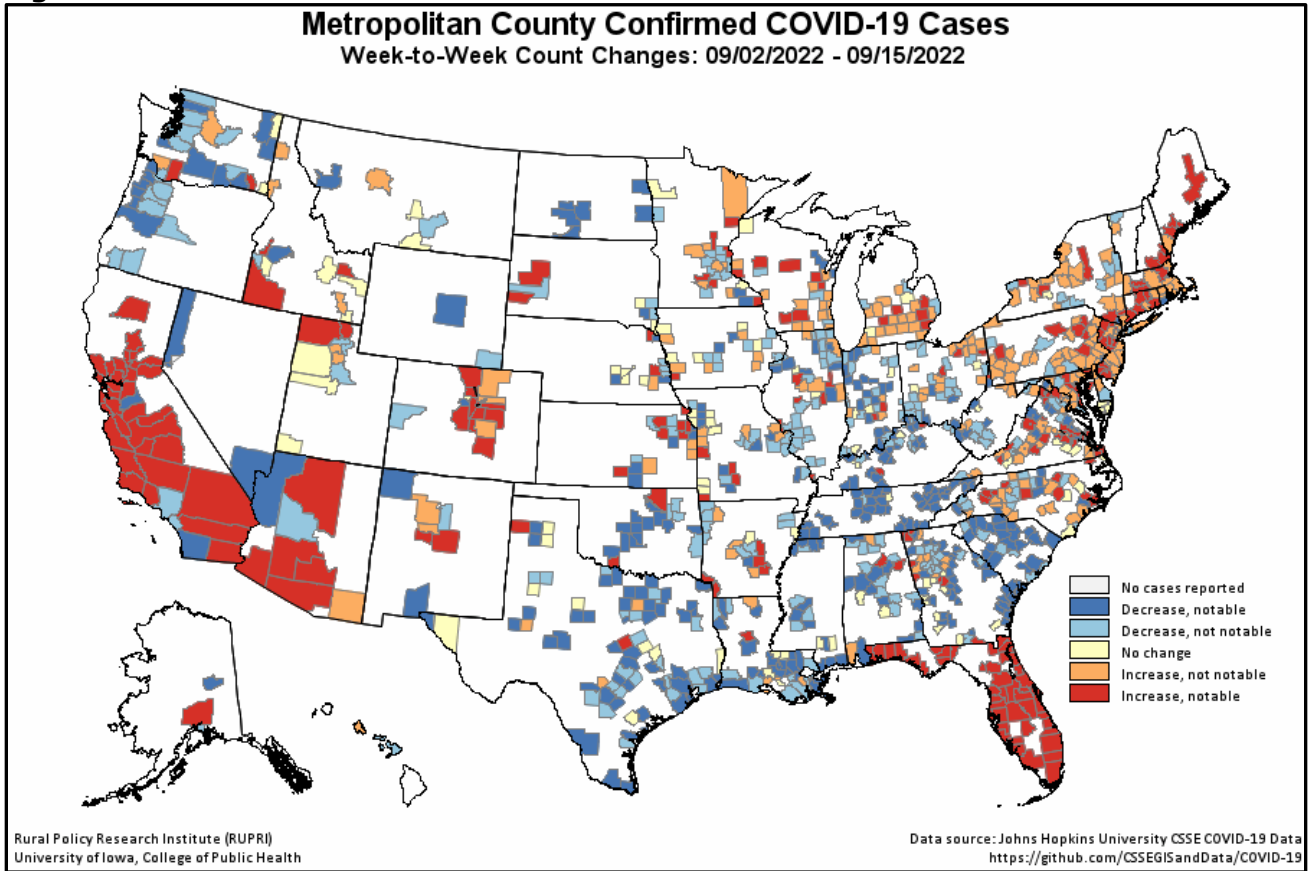 Metropolitan County Confirmed COVID-19 Cases
Week-to-Week Count Changes: 09/02/2022 - 09/15/2022
No cases reported
Decrease, notable
Decrease, not notable
No change
Increase, not notable
Increase, notable
Rural Policy Research Institute (RUPRI)
University of Iowa, College of Public Health
Data source: Johns Hopkins University CSSE COVID-19 Data
https://github.com/CSSEGISandData/COVID-19